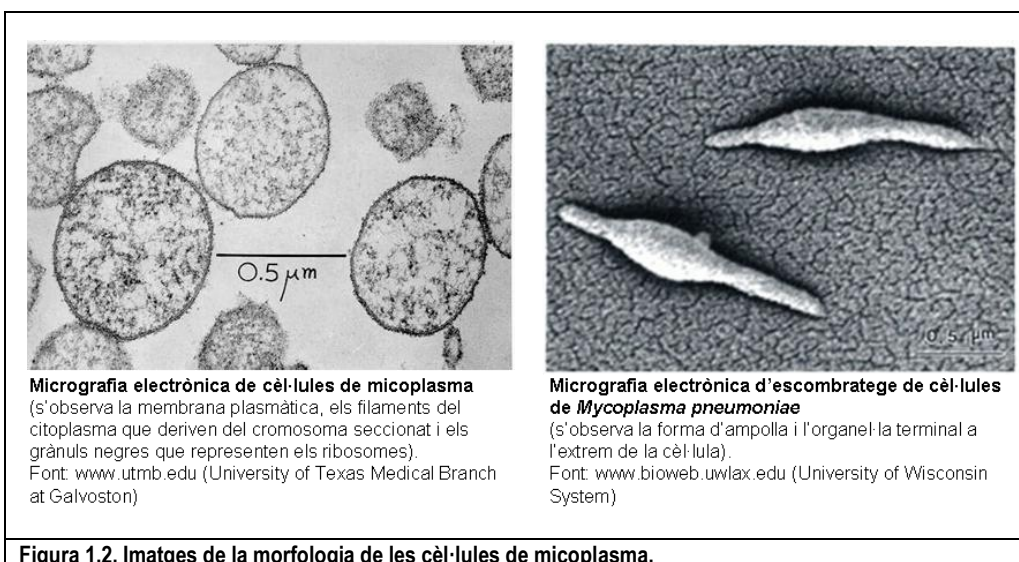 0.5 μm
0.5 μm
Micrografia electrònica de cèl·lules de micoplasma
(s'observa la membrana plasmàtica, els filaments del
citoplasma que deriven del cromosoma seccionat i els
grànuls negres que representen els ribosomes).
Font: www.utmb.edu (University of Texas Medical Branch
at Galvoston)
Micrografia electrònica d'escombratege de cèl·lules
de Mycoplasma pneumoniae
(s'observa la forma d'ampolla i l'organel·la terminal a
l'extrem de la cèl·lula).
Font: www.bioweb.uwlax.edu (University of Wisconsin
System)
Figura 1.2. Imatges de la morfologia de les cèl·lules de micoplasma.